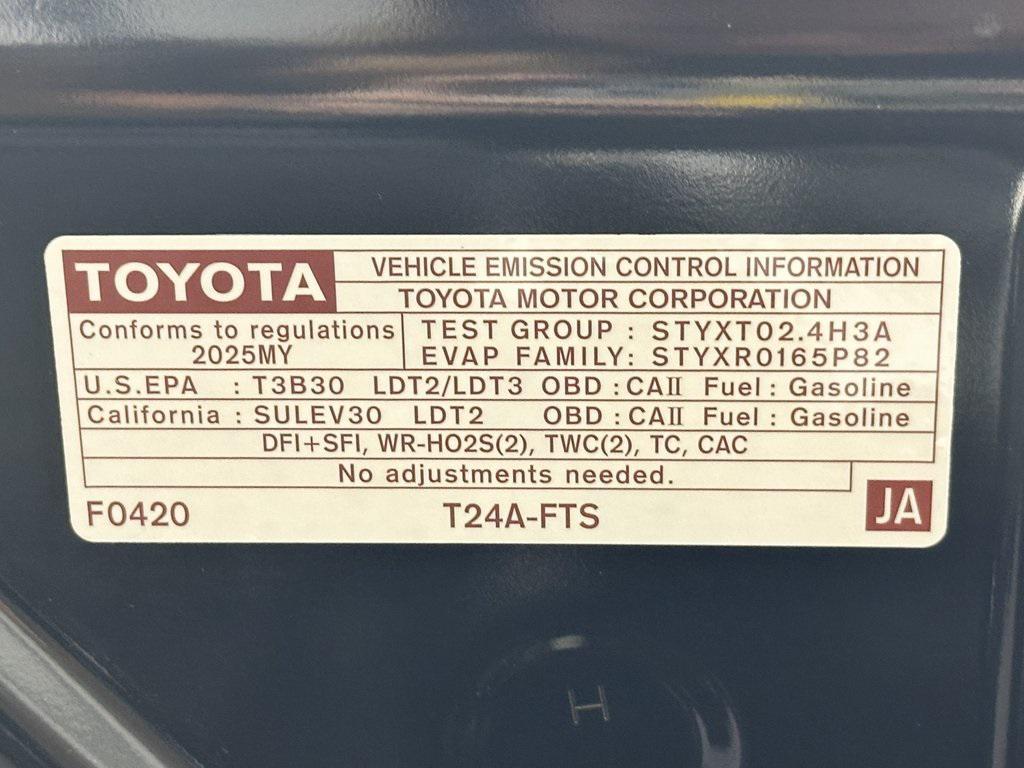 TOYOTA
VEHICLE EMISSION CONTROL INFORMATION
TOYOTA MOTOR CORPORATION
Conforms to regulations
2025MY
TEST GROUP : STYXT02.4H3A
EVAP FAMILY: STYXR0165P82
U.S.EPA : T3B30 LDT2/LDT3 OBD : CAII Fuel : Gasoline
California : SULEV30 LDT2 OBD : CAII Fuel : Gasoline
DFI+SFI, WR-HO2S(2), TWC(2), TC, CAC
No adjustments needed.
F0420 T24A-FTS JA
H